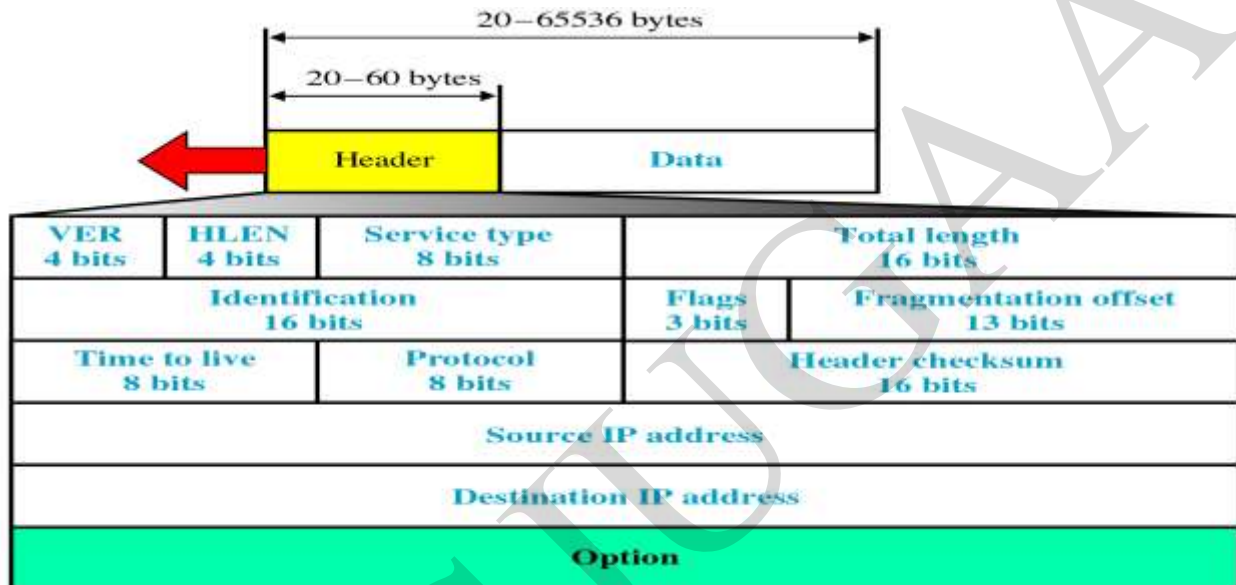 20–65536 bytes
20–60 bytes
Header
Data
VER
4 bits
HLEN
4 bits
Service type
8 bits
Total length
16 bits
Identification
16 bits
Flags
3 bits
Fragmentation offset
13 bits
Time to live
8 bits
Protocol
8 bits
Header checksum
16 bits
Source IP address
Destination IP address
Option